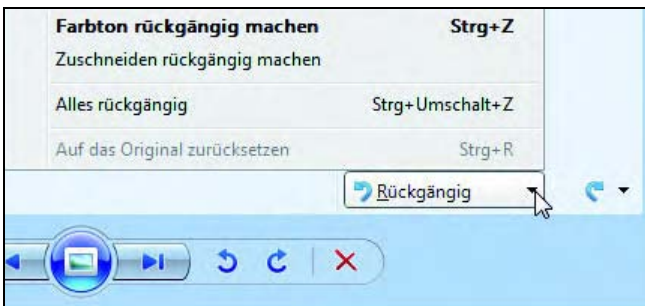 Farbton rückgängig machen Strg+Z
Zuschneiden rückgängig machen
Alles rückgängig Strg+Umschalt+Z
Auf das Original zurücksetzen Strg+R
Rückgängig